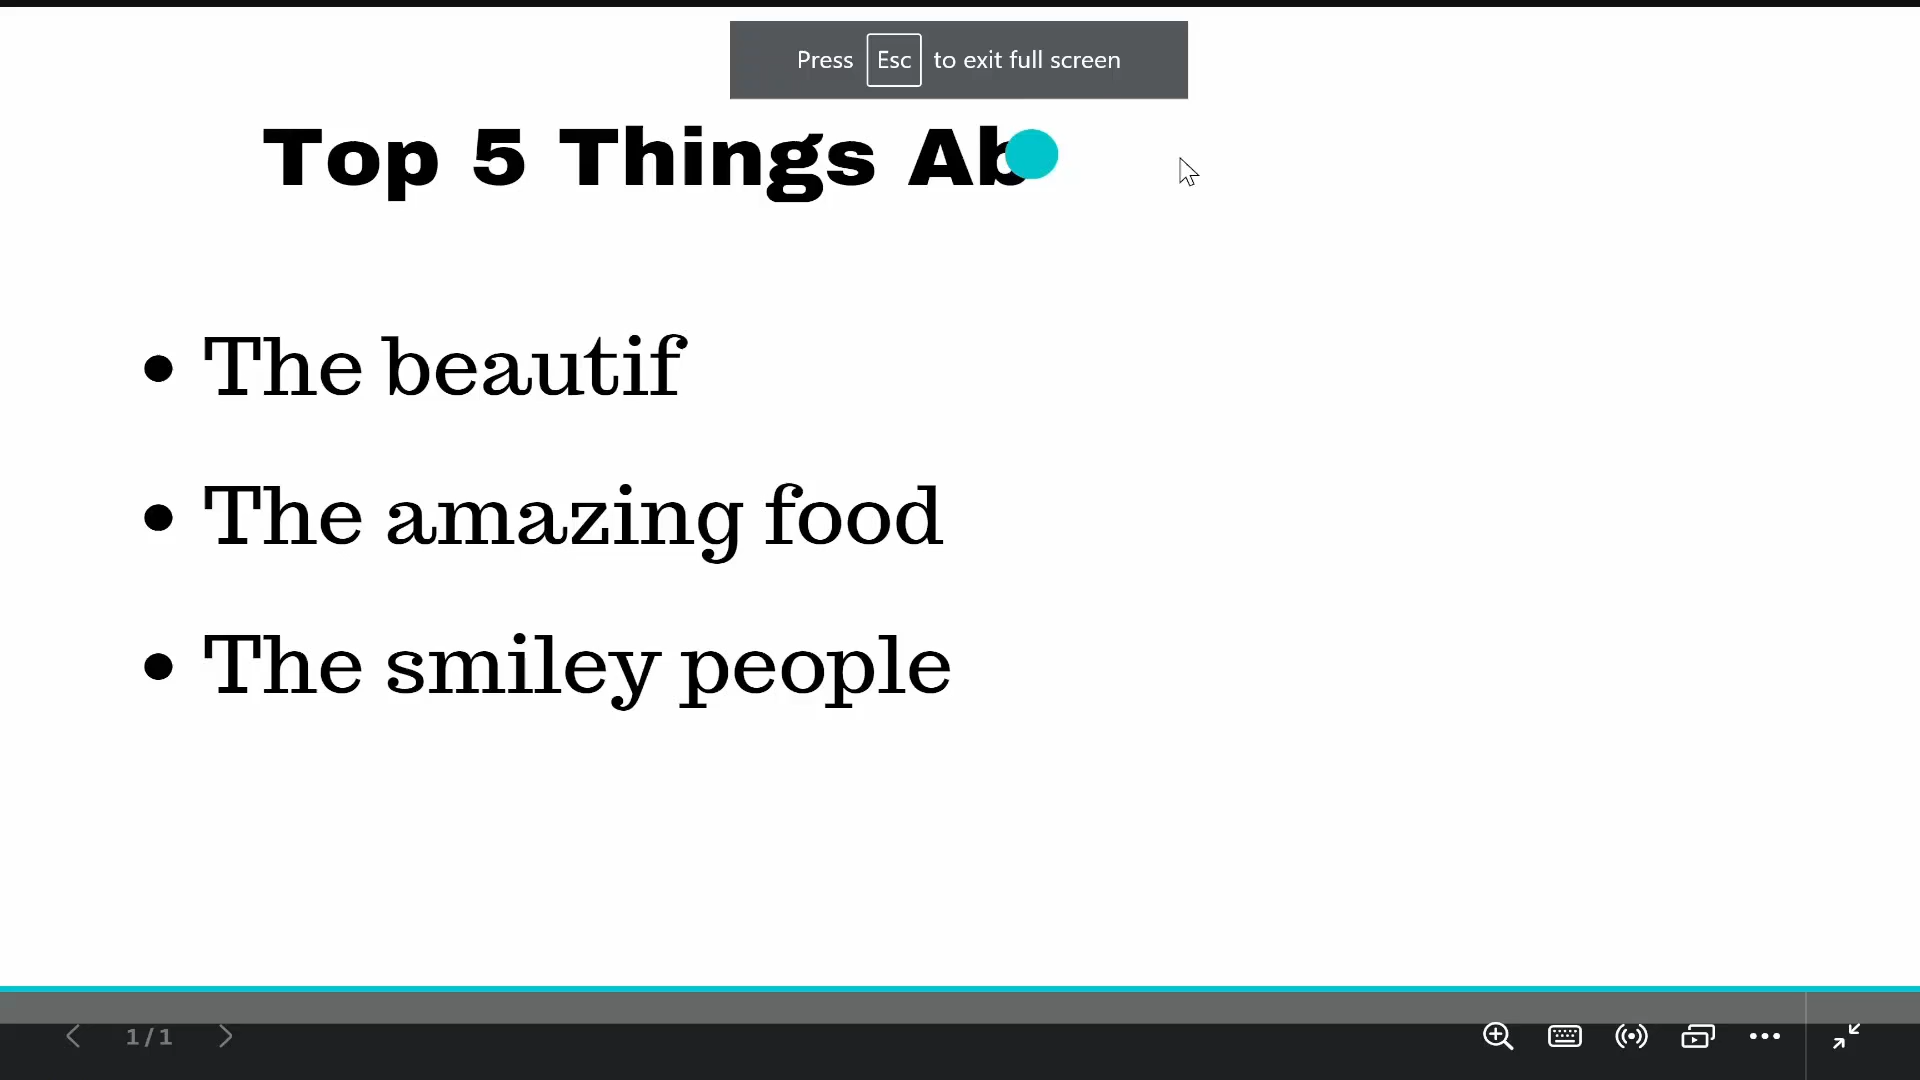 Press Esc to exit full screen
Top 5 Things Ab
• The beautif
• The amazing food
• The smiley people
1 / 1